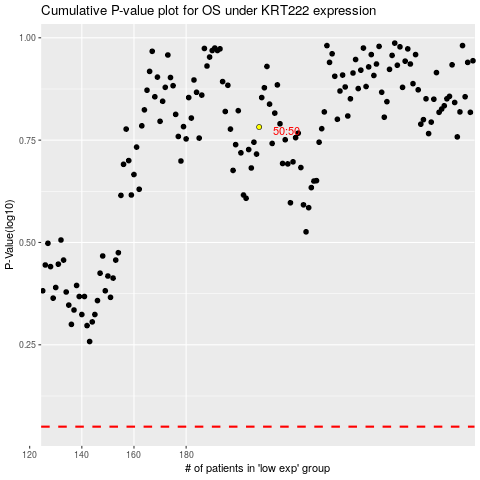 Cumulative P-value plot for OS under KRT222 expression
1.00
0.75
0.50
0.25
P-Value(log10)
50:50
120 140 160 180
# of patients in 'low exp' group